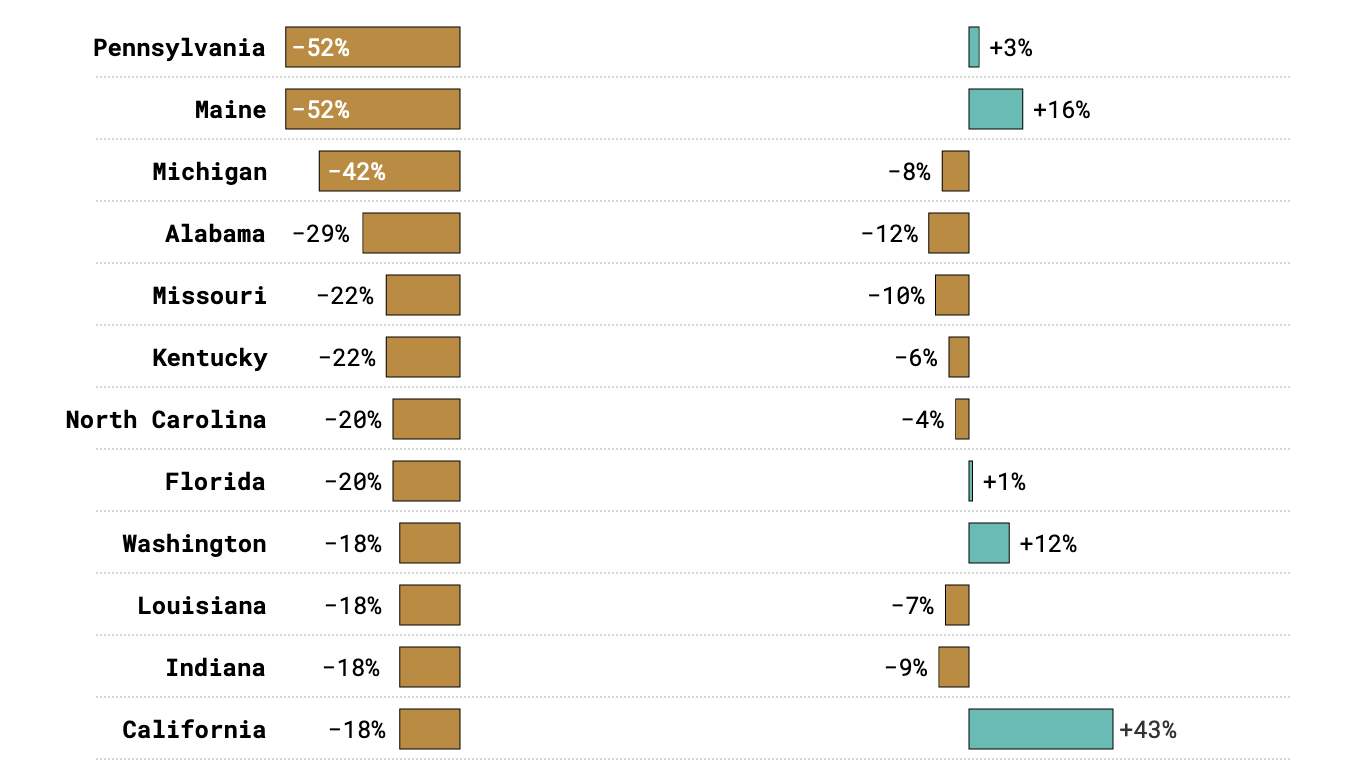 Pennsylvania −52% +3%
Maine −52% +16%
Michigan −42% −8%
Alabama −29% −12%
Missouri −22% −10%
Kentucky −22% −6%
North Carolina −20% −4%
Florida −20% +1%
Washington −18% +12%
Louisiana −18% −7%
Indiana −18% −9%
California −18% +43%